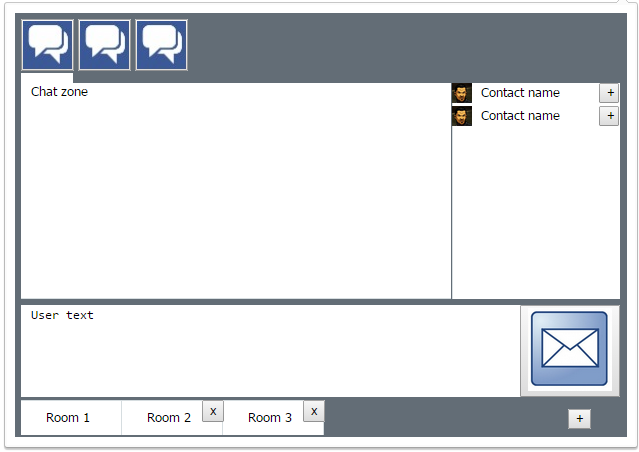 Chat zone
Contact name +
Contact name +
User text
Room 1 Room 2 x Room 3 x +